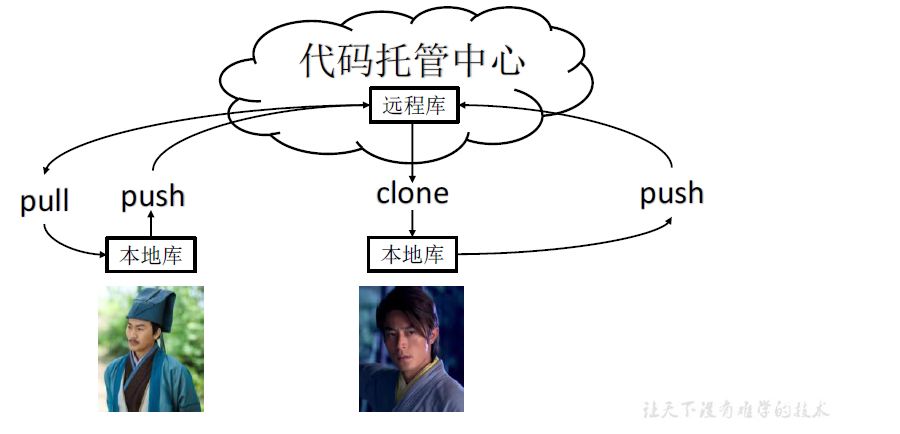 代码托管中心
远程库
pull
push
clone
push
本地库
本地库
让天下没有难学的技术